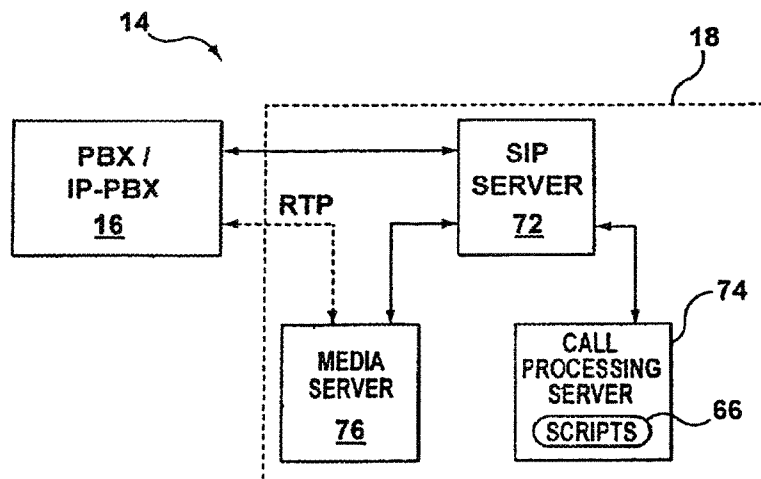 14
18
PBX /
IP-PBX
16
RTP
SIP
SERVER
72
74
MEDIA
SERVER
76
CALL
PROCESSING
SERVER
66
SCRIPTS